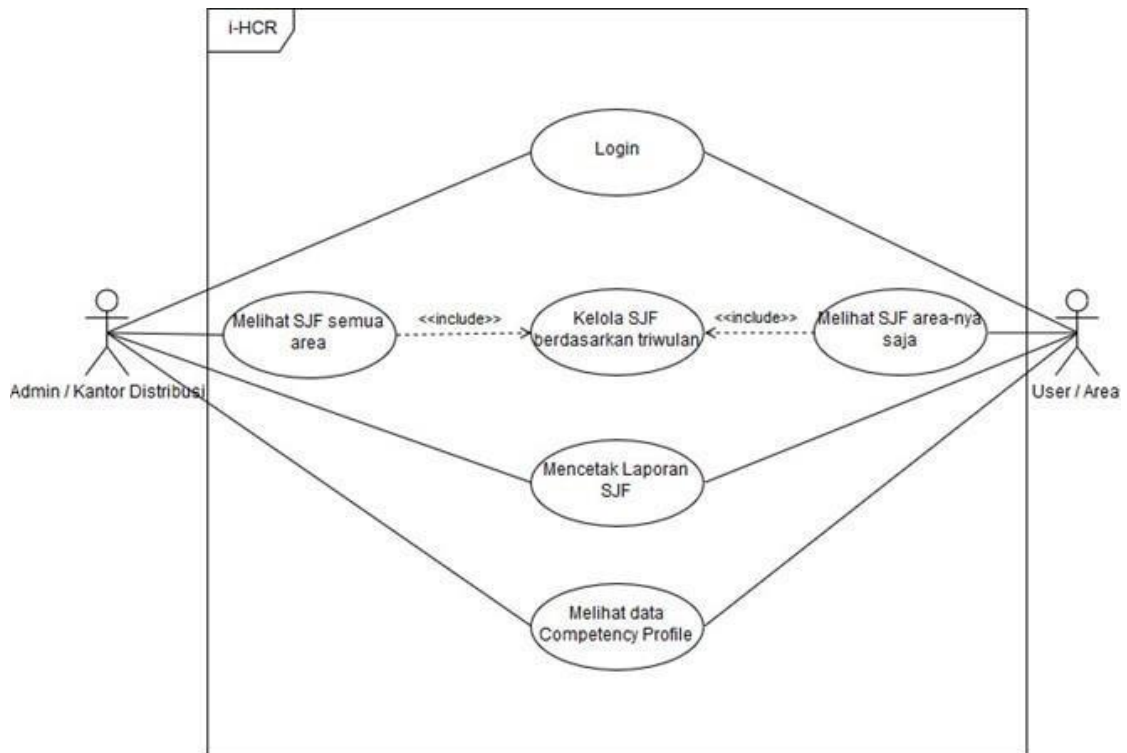 i-HCR
Login
Melihat SJF semua
area
<<include>>
Kelola SJF
berdasarkan triwulan
<<include>>
Melihat SJF area-nya
saja
Admin / Kantor Distribusi
User / Area
Mencetak Laporan
SJF
Melihat data
Competency Profile